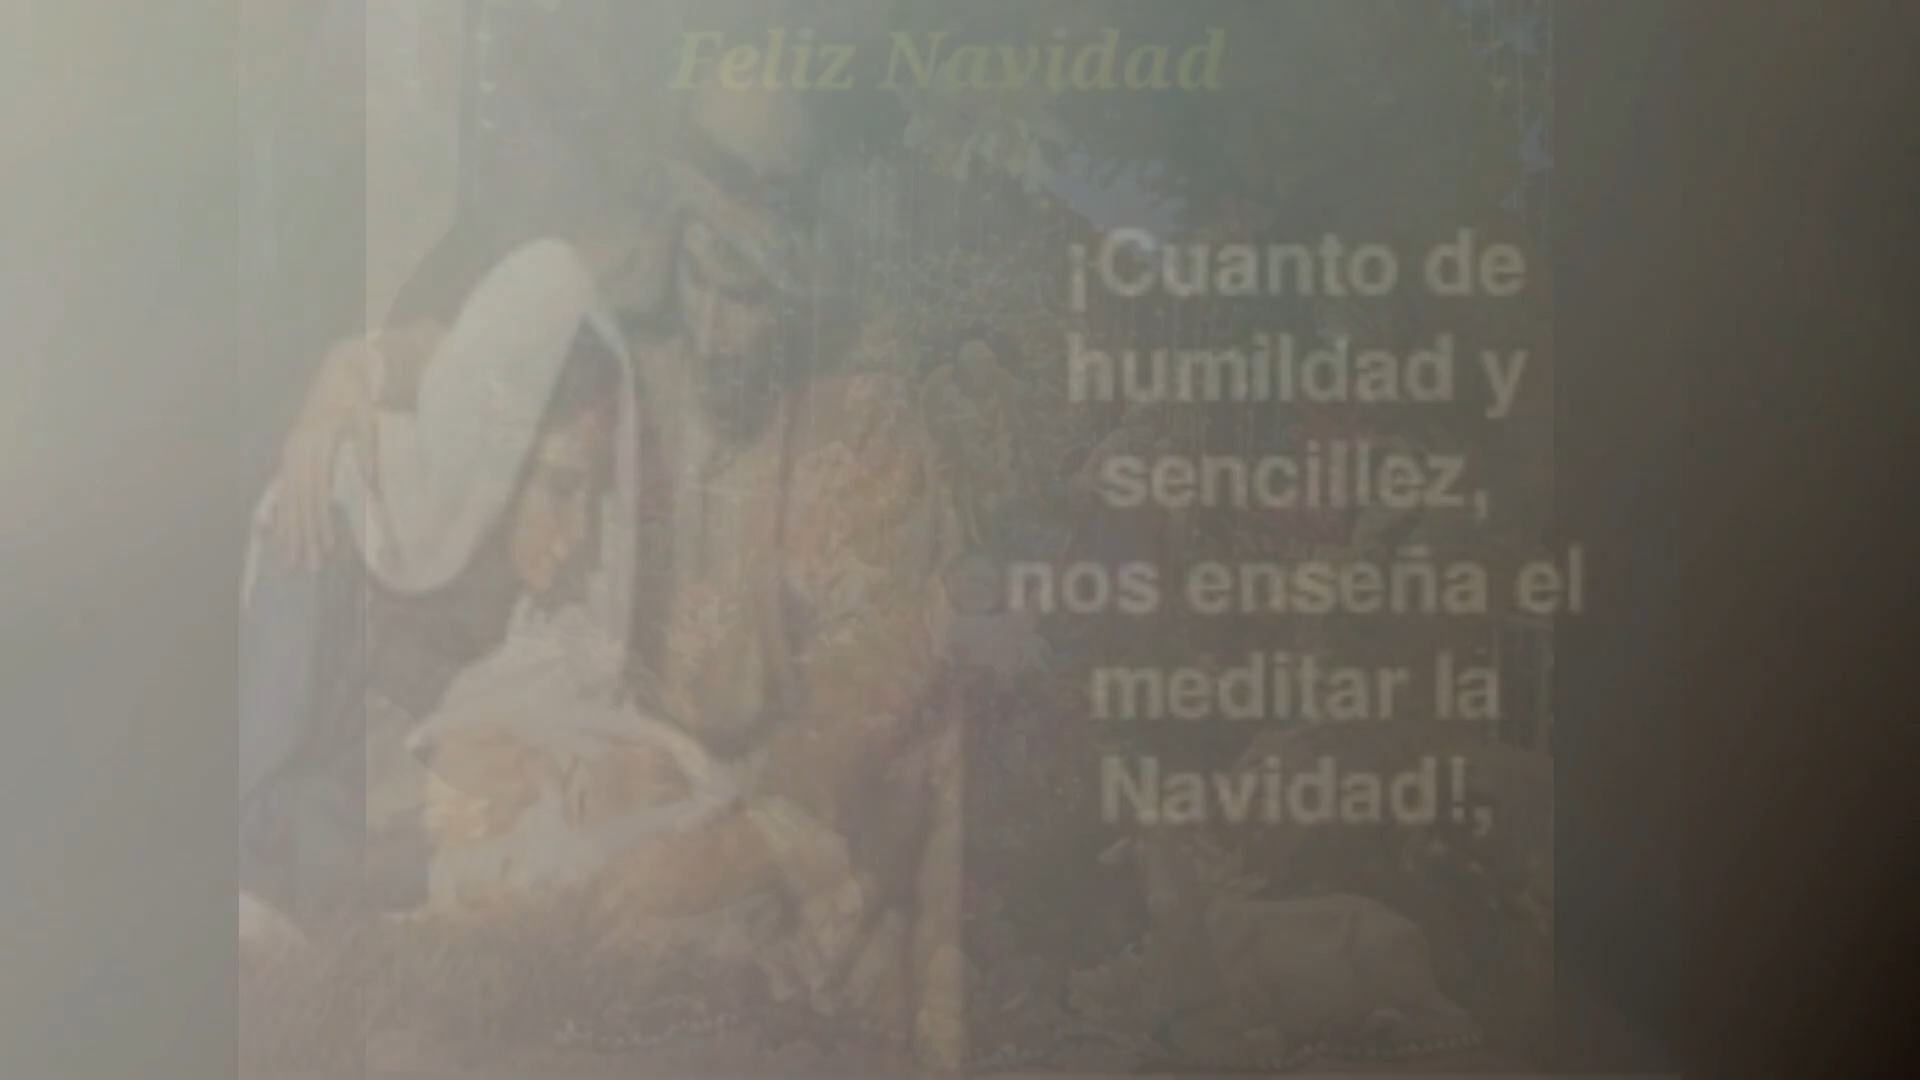 Feliz Navidad
¡Cuanto de
humildad y
sencillez,
nos enseña el
meditar la
Navidad!,